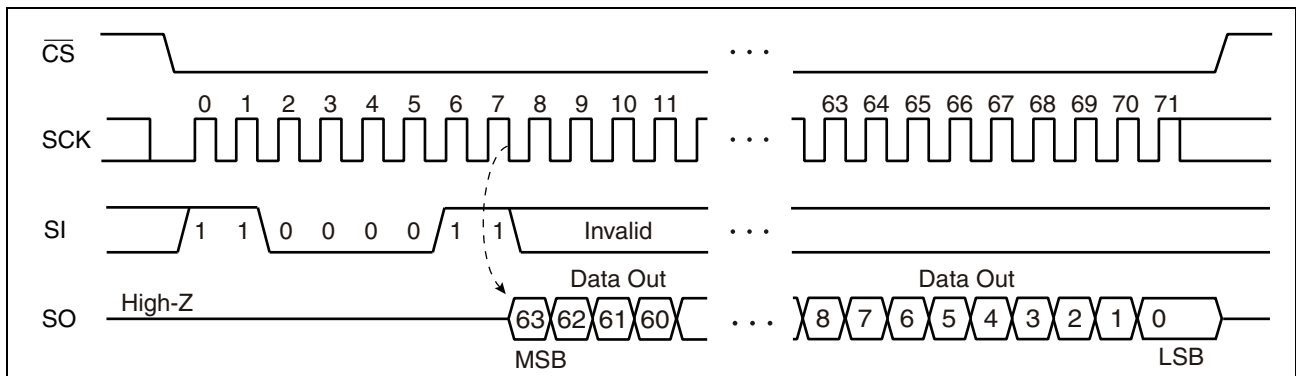 CS . . .
0 1 2 3 4 5 6 7 8 9 10 11 63 64 65 66 67 68 69 70 71
SCK . . .
SI 1 1 0 0 0 0 1 1 Invalid . . .
Data Out Data Out
High-Z
SO 63 62 61 60 . . . 8 7 6 5 4 3 2 1 0
MSB LSB